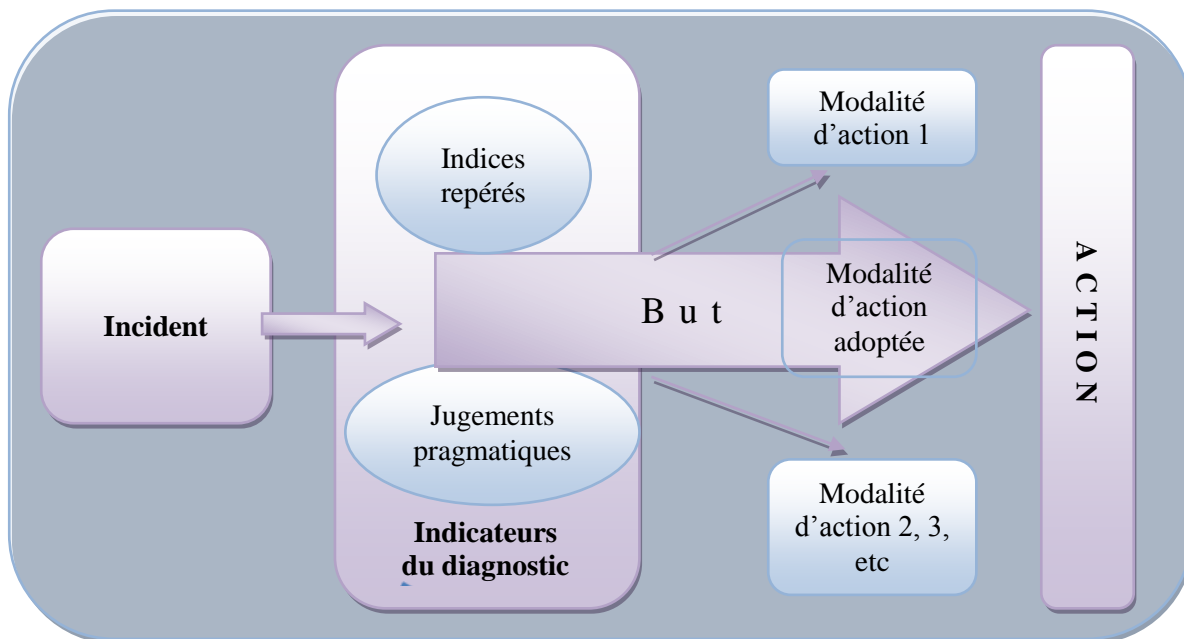 Incident
Indices
repérés
Jugements
pragmatiques
Indicateurs
du diagnostic
B u t
Modalité
d’action 1
Modalité
d’action
adoptée
Modalité
d’action 2, 3,
etc
A C T I O N